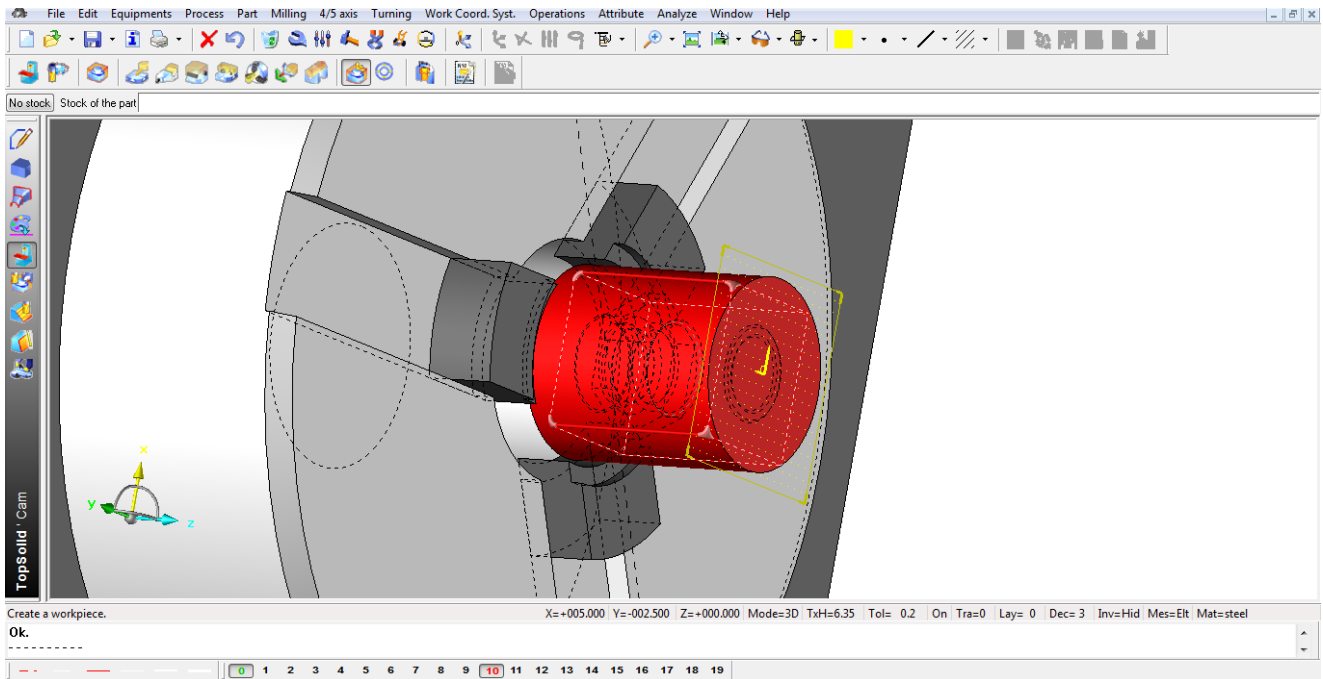 File Edit Equipments Process Part Milling 4/5 axis Turning Work Coord. Syst. Operations Attribute Analyze Window Help
No stock Stock of the part
x
y
z
TopSolid'Cam
Create a workpiece. X=+005.000 Y=-002.500 Z=+000.000 Mode=3D TxH=6.35 Tol= 0.2 On Tra=0 Lay= 0 Dec= 3 Inv=Hid Mes=Elt Mat=steel
Ok.
----------
0 1 2 3 4 5 6 7 8 9 10 11 12 13 14 15 16 17 18 19